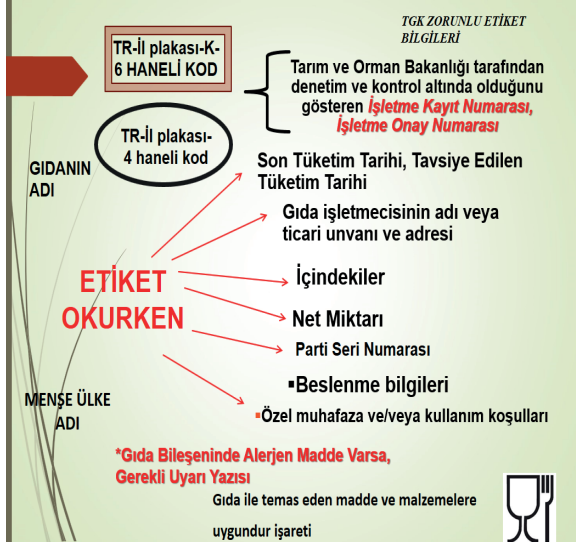 TGK ZORUNLU ETİKET
BİLGİLERİ
TR-İl plakası-K-
6 HANELİ KOD
Tarım ve Orman Bakanlığı tarafından
denetim ve kontrol altında olduğunu
gösteren İşletme Kayıt Numarası,
İşletme Onay Numarası
TR-İl plakası-
4 haneli kod
GIDANIN
ADI
Son Tüketim Tarihi, Tavsiye Edilen
Tüketim Tarihi
Gıda işletmecisinin adı veya
ticari unvanı ve adresi
ETİKET
OKURKEN
İçindekiler
Net Miktarı
Parti Seri Numarası
▪Beslenme bilgileri
MENŞE ÜLKE
ADI
▪Özel muhafaza ve/veya kullanım koşulları
*Gıda Bileşeninde Alerjen Madde Varsa,
Gerekli Uyarı Yazısı
Gıda ile temas eden madde ve malzemelere
uygundur işareti